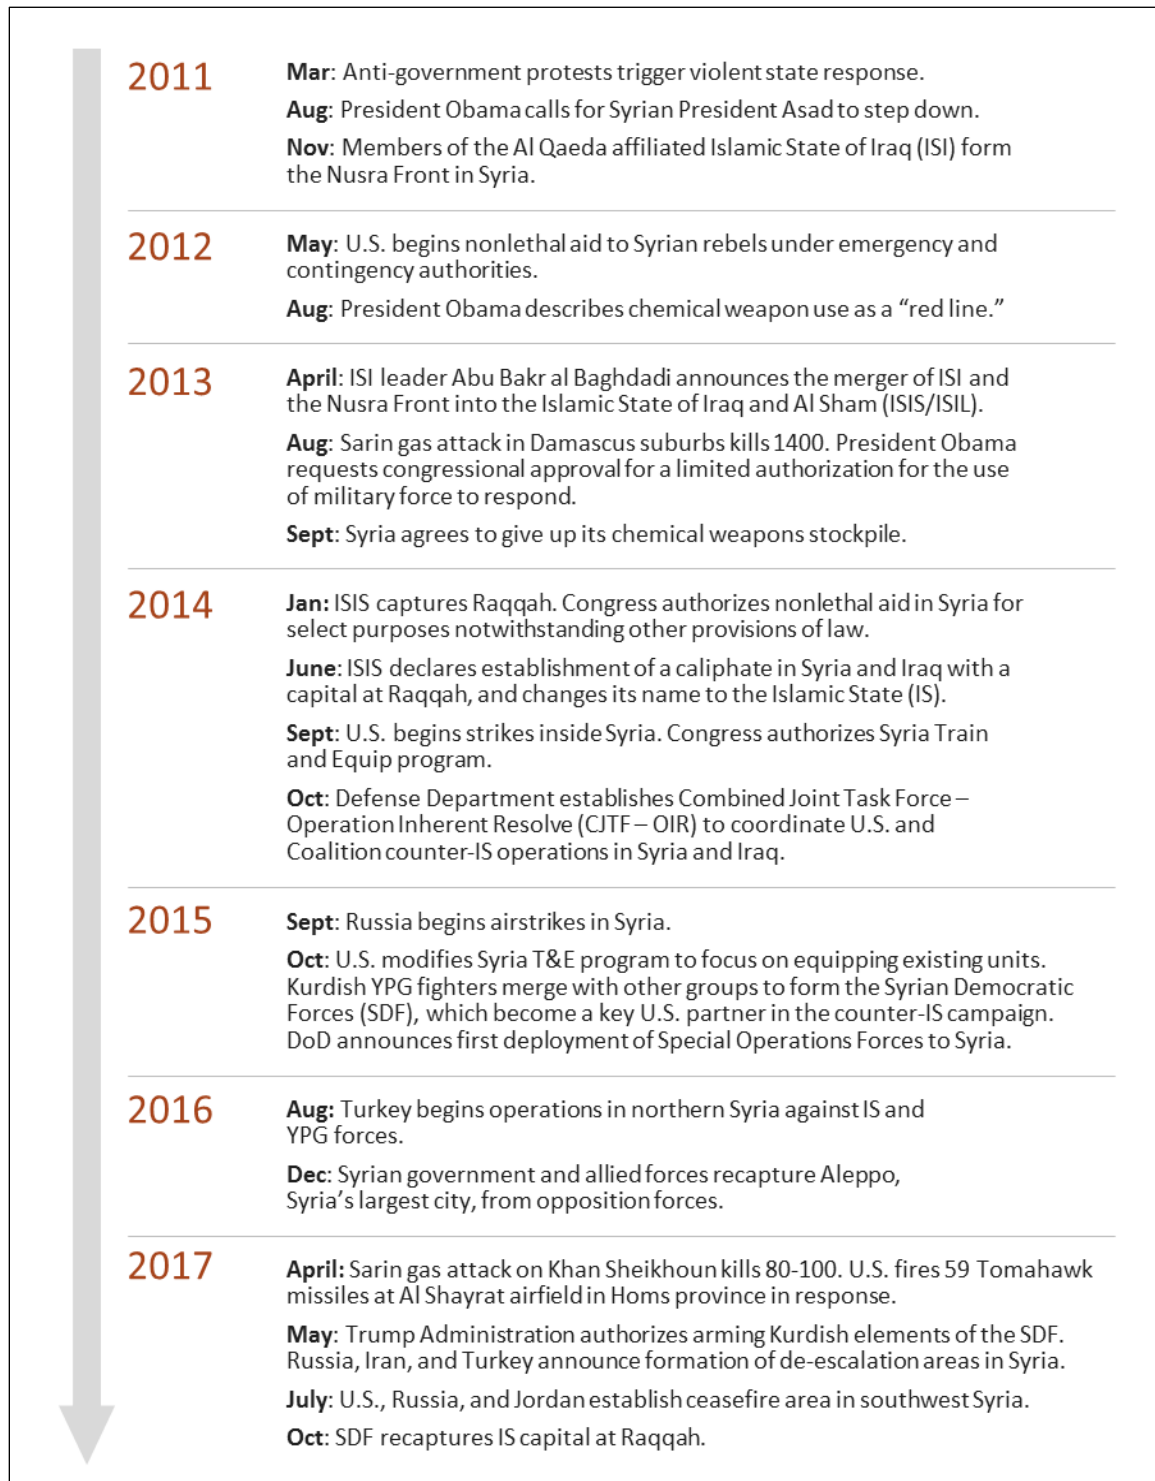 2011
Mar: Anti-government protests trigger violent state response.
Aug: President Obama calls for Syrian President Asad to step down.
Nov: Members of the Al Qaeda affiliated Islamic State of Iraq (ISI) form
the Nusra Front in Syria.
2012
May: U.S. begins nonlethal aid to Syrian rebels under emergency and
contingency authorities.
Aug: President Obama describes chemical weapon use as a “red line.”
2013
April: ISI leader Abu Bakr al Baghdadi announces the merger of ISI and
the Nusra Front into the Islamic State of Iraq and Al Sham (ISIS/ISIL).
Aug: Sarin gas attack in Damascus suburbs kills 1400. President Obama
requests congressional approval for a limited authorization for the use
of military force to respond.
Sept: Syria agrees to give up its chemical weapons stockpile.
2014
Jan: ISIS captures Raqqah. Congress authorizes nonlethal aid in Syria for
select purposes notwithstanding other provisions of law.
June: ISIS declares establishment of a caliphate in Syria and Iraq with a
capital at Raqqah, and changes its name to the Islamic State (IS).
Sept: U.S. begins strikes inside Syria. Congress authorizes Syria Train
and Equip program.
Oct: Defense Department establishes Combined Joint Task Force –
Operation Inherent Resolve (CJTF – OIR) to coordinate U.S. and
Coalition counter-IS operations in Syria and Iraq.
2015
Sept: Russia begins airstrikes in Syria.
Oct: U.S. modifies Syria T&E program to focus on equipping existing units.
Kurdish YPG fighters merge with other groups to form the Syrian Democratic
Forces (SDF), which become a key U.S. partner in the counter-IS campaign.
DoD announces first deployment of Special Operations Forces to Syria.
2016
Aug: Turkey begins operations in northern Syria against IS and
YPG forces.
Dec: Syrian government and allied forces recapture Aleppo,
Syria’s largest city, from opposition forces.
2017
April: Sarin gas attack on Khan Sheikhoun kills 80-100. U.S. fires 59 Tomahawk
missiles at Al Shayrat airfield in Homs province in response.
May: Trump Administration authorizes arming Kurdish elements of the SDF.
Russia, Iran, and Turkey announce formation of de-escalation areas in Syria.
July: U.S., Russia, and Jordan establish ceasefire area in southwest Syria.
Oct: SDF recaptures IS capital at Raqqah.